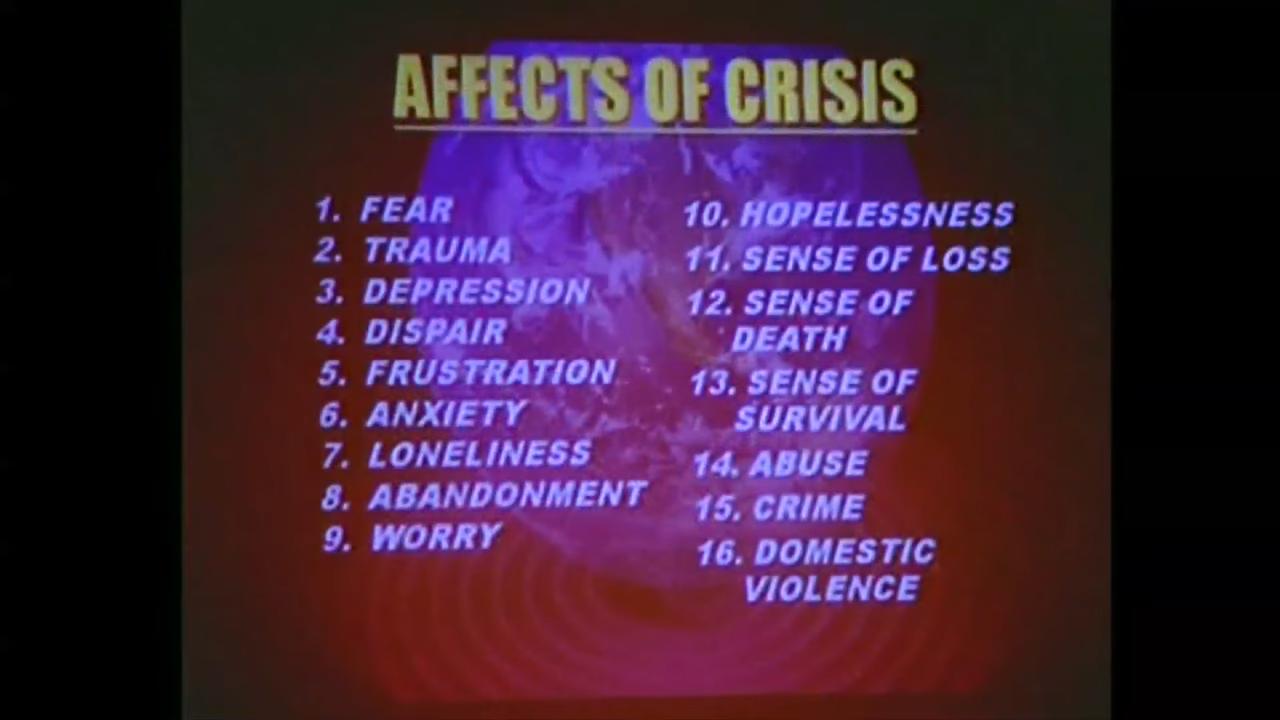 AFFECTS OF CRISIS
1. FEAR
2. TRAUMA
3. DEPRESSION
4. DISPAIR
5. FRUSTRATION
6. ANXIETY
7. LONELINESS
8. ABANDONMENT
9. WORRY
10. HOPELESSNESS
11. SENSE OF LOSS
12. SENSE OF
DEATH
13. SENSE OF
SURVIVAL
14. ABUSE
15. CRIME
16. DOMESTIC
VIOLENCE